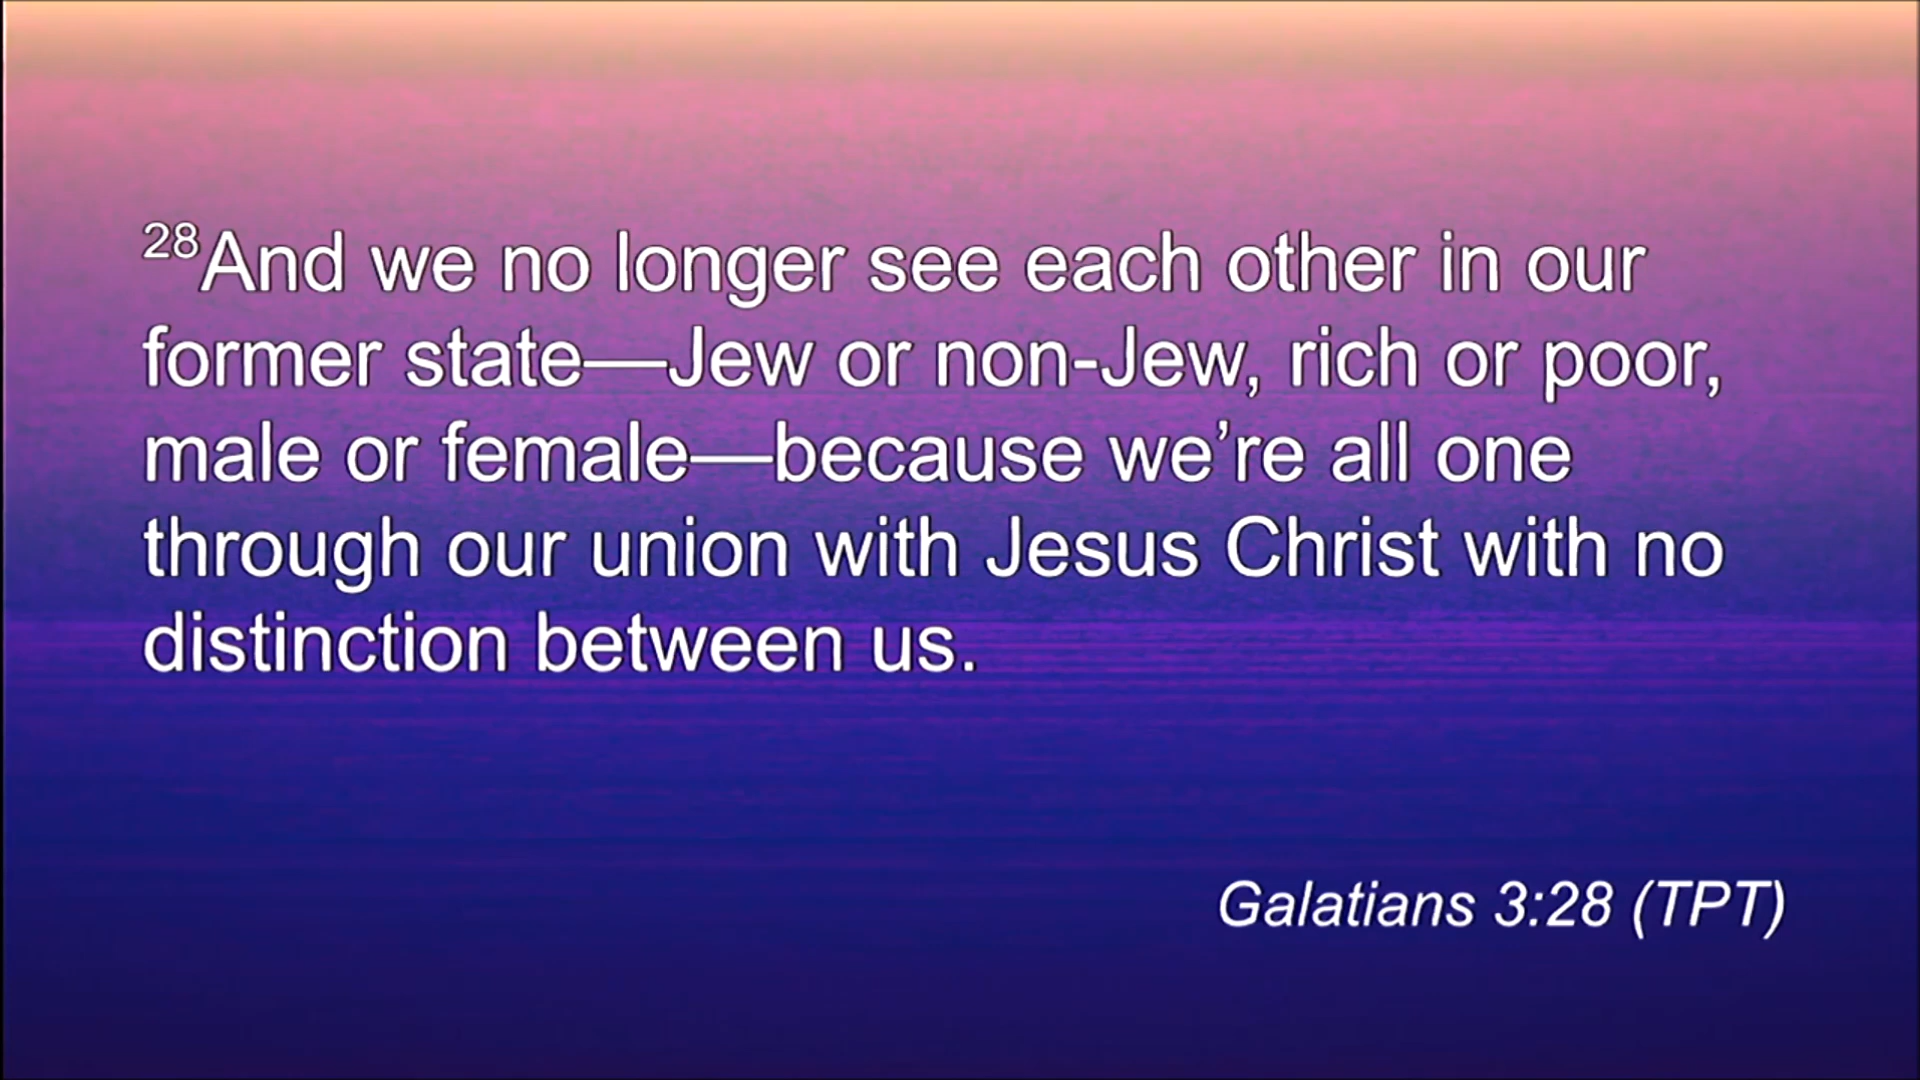 28And we no longer see each other in our
former state—Jew or non-Jew, rich or poor,
male or female—because we’re all one
through our union with Jesus Christ with no
distinction between us.
Galatians 3:28 (TPT)